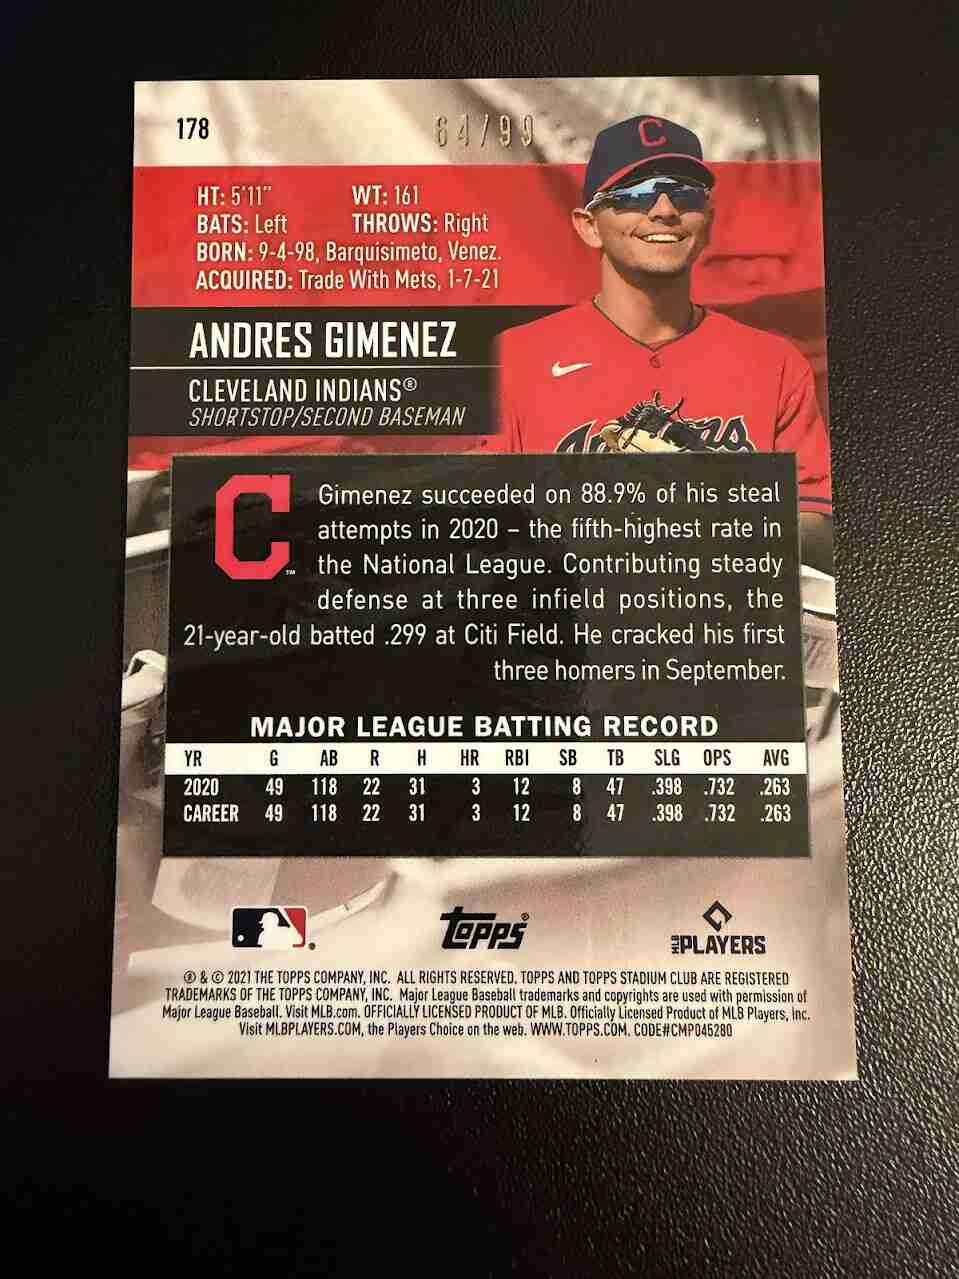 178
64/99
C
HT: 5'11" WT: 161
BATS: Left THROWS: Right
BORN: 9-4-98, Barquisimeto, Venez.
ACQUIRED: Trade With Mets, 1-7-21
ANDRES GIMENEZ
CLEVELAND INDIANS®
SHORTSTOP/SECOND BASEMAN
C™
Gimenez succeeded on 88.9% of his steal
attempts in 2020 – the fifth-highest rate in
the National League. Contributing steady
defense at three infield positions, the
21-year-old batted .299 at Citi Field. He cracked his first
three homers in September.
MAJOR LEAGUE BATTING RECORD
YR G AB R H HR RBI SB TB SLG OPS AVG
2020 49 118 22 31 3 12 8 47 .398 .732 .263
CAREER 49 118 22 31 3 12 8 47 .398 .732 .263
® topps® MLB PLAYERS
® & © 2021 THE TOPPS COMPANY, INC. ALL RIGHTS RESERVED. TOPPS AND TOPPS STADIUM CLUB ARE REGISTERED
TRADEMARKS OF THE TOPPS COMPANY, INC. Major League Baseball trademarks and copyrights are used with permission of
Major League Baseball. Visit MLB.com. OFFICIALLY LICENSED PRODUCT OF MLB. Officially Licensed Product of MLB Players, Inc.
Visit MLBPLAYERS.COM, the Players Choice on the web. WWW.TOPPS.COM. CODE#CMP045280